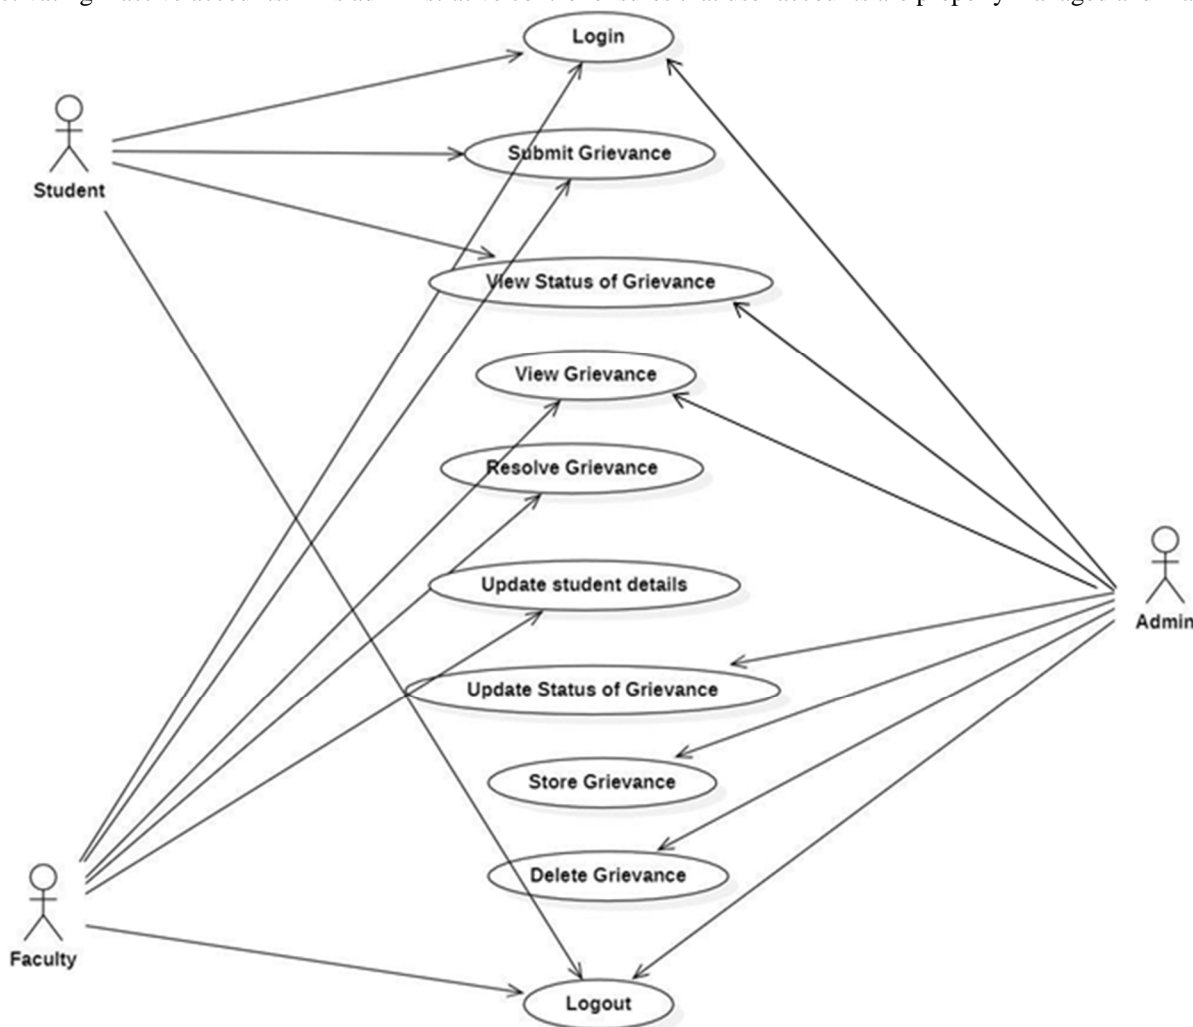 Login
Submit Grievance
Student
View Status of Grievance
View Grievance
Resolve Grievance
Update student details
Admin
Update Status of Grievance
Store Grievance
Delete Grievance
Faculty
Logout